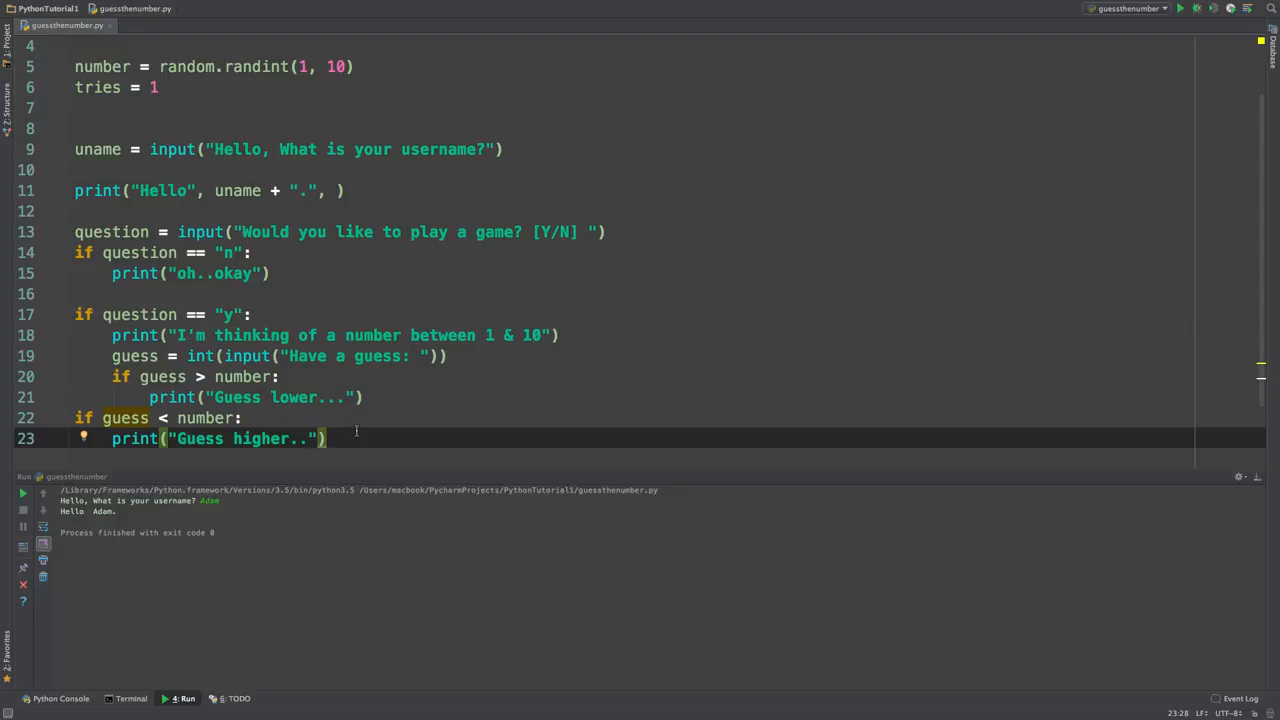 PythonTutorial1 guessthenumber.py guessthenumber
guessthenumber.py
1: Project
Z: Structure
Database
4
5 number = random.randint(1, 10)
6 tries = 1
7
8
9 uname = input("Hello, What is your username?")
10
11 print("Hello", uname + ".", )
12
13 question = input("Would you like to play a game? [Y/N] ")
14 if question == "n":
15 print("oh..okay")
16
17 if question == "y":
18 print("I'm thinking of a number between 1 & 10")
19 guess = int(input("Have a guess: "))
20 if guess > number:
21 print("Guess lower...")
22 if guess < number:
23 print("Guess higher..")
Run guessthenumber
/Library/Frameworks/Python.framework/Versions/3.5/bin/python3.5 /Users/macbook/PycharmProjects/PythonTutorial1/guessthenumber.py
Hello, What is your username? Adam
Hello  Adam.
Process finished with exit code 0
2: Favorites
Python Console Terminal 4: Run 6: TODO Event Log
23:28 LF÷ UTF-8÷